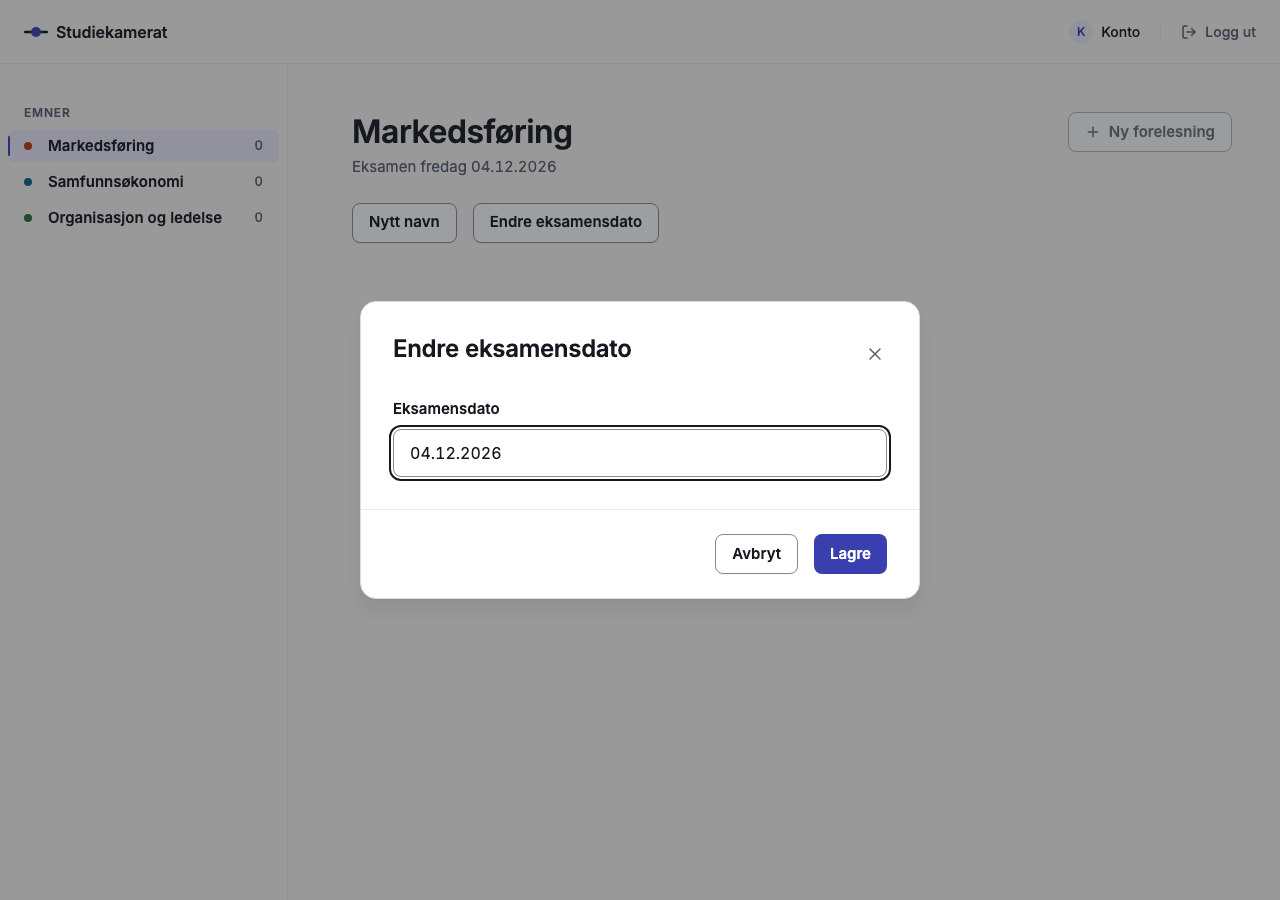 Studiekamerat
K Konto
Logg ut
EMNER
Markedsføring 0
Samfunnsøkonomi 0
Organisasjon og ledelse 0
Markedsføring
Eksamen fredag 04.12.2026
Ny forelesning
Nytt navn
Endre eksamensdato
Endre eksamensdato
Eksamensdato
04.12.2026
Avbryt
Lagre